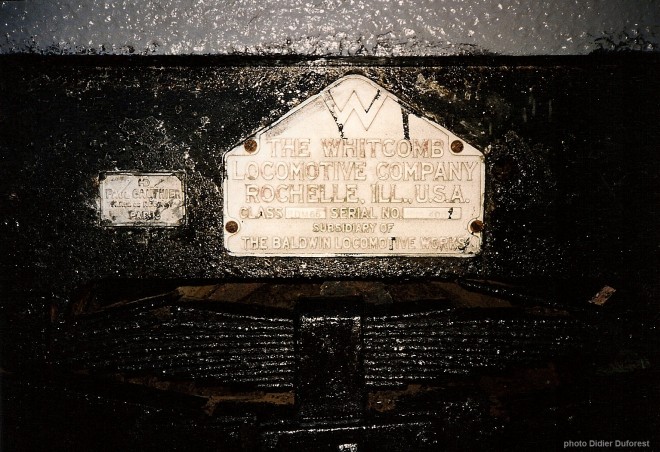 W
THE WHITCOMB
LOCOMOTIVE COMPANY
ROCHELLE, ILL., U.S.A.
CLASS SERIAL NO.
SUBSIDIARY OF
THE BALDWIN LOCOMOTIVE WORKS
GAUTHIER
PARIS
photo Didier Duforest